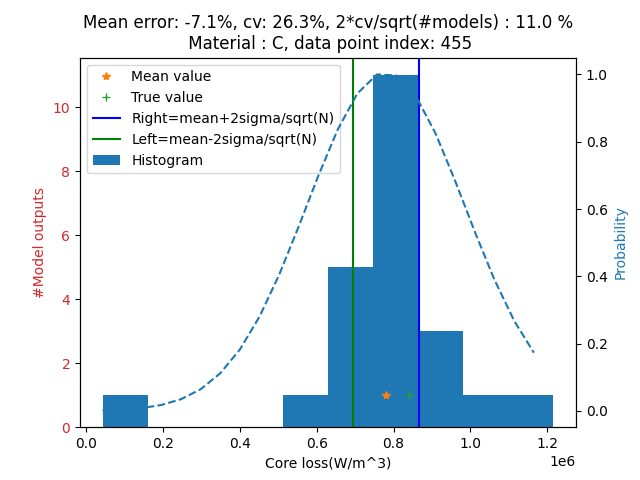 Mean error: -7.1%, cv: 26.3%, 2*cv/sqrt(#models) : 11.0 %
Material : C, data point index: 455
Mean value
True value
Right=mean+2sigma/sqrt(N)
Left=mean-2sigma/sqrt(N)
Histogram
#Model outputs
10
8
6
4
2
0
1.0
0.8
0.6
0.4
0.2
0.0
Probability
0.0 0.2 0.4 0.6 0.8 1.0 1.2
1e6
Core loss(W/m^3)